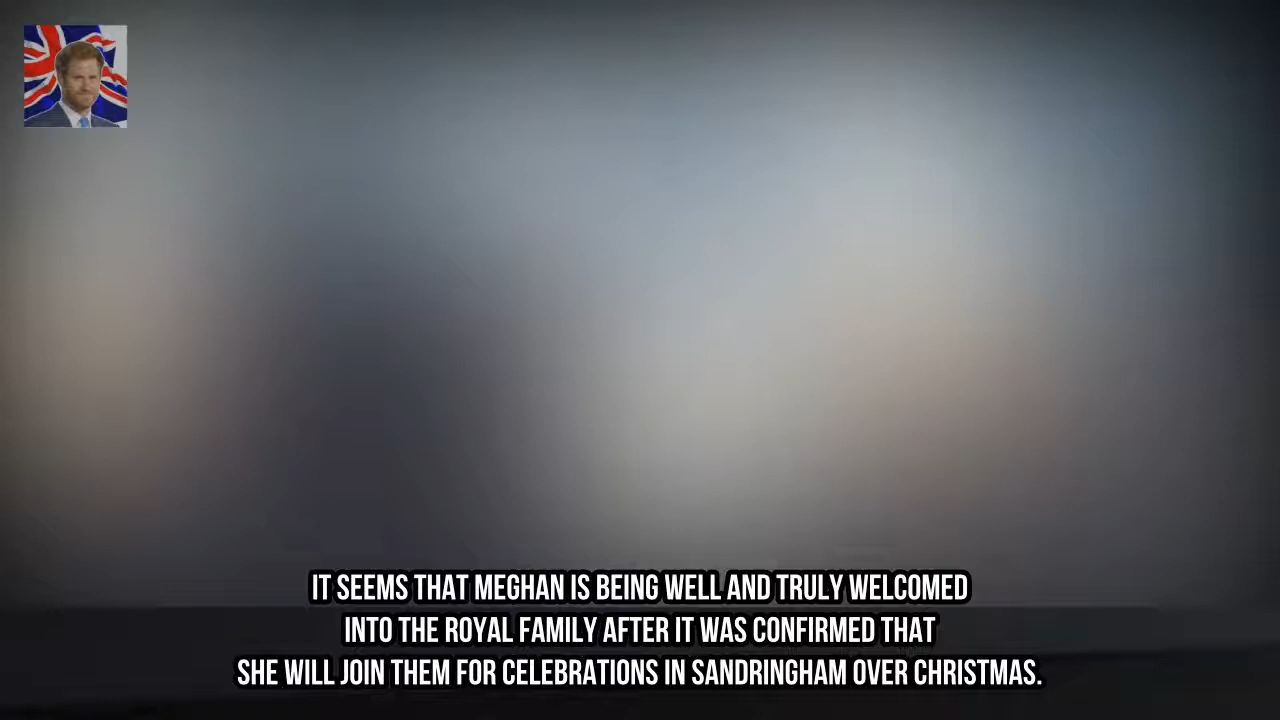 IT SEEMS THAT MEGHAN IS BEING WELL AND TRULY WELCOMED
INTO THE ROYAL FAMILY AFTER IT WAS CONFIRMED THAT
SHE WILL JOIN THEM FOR CELEBRATIONS IN SANDRINGHAM OVER CHRISTMAS.